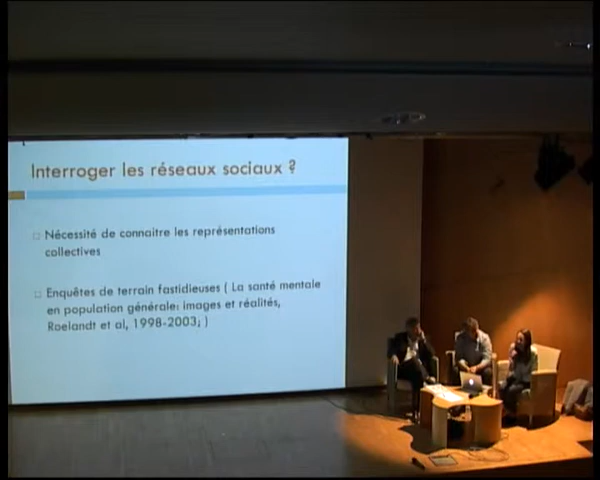 Interroger les réseaux sociaux ?
Nécessité de connaitre les représentations
collectives
Enquêtes de terrain fastidieuses ( La santé mentale
en population générale: images et réalités,
Roelandt et al, 1998-2003; )